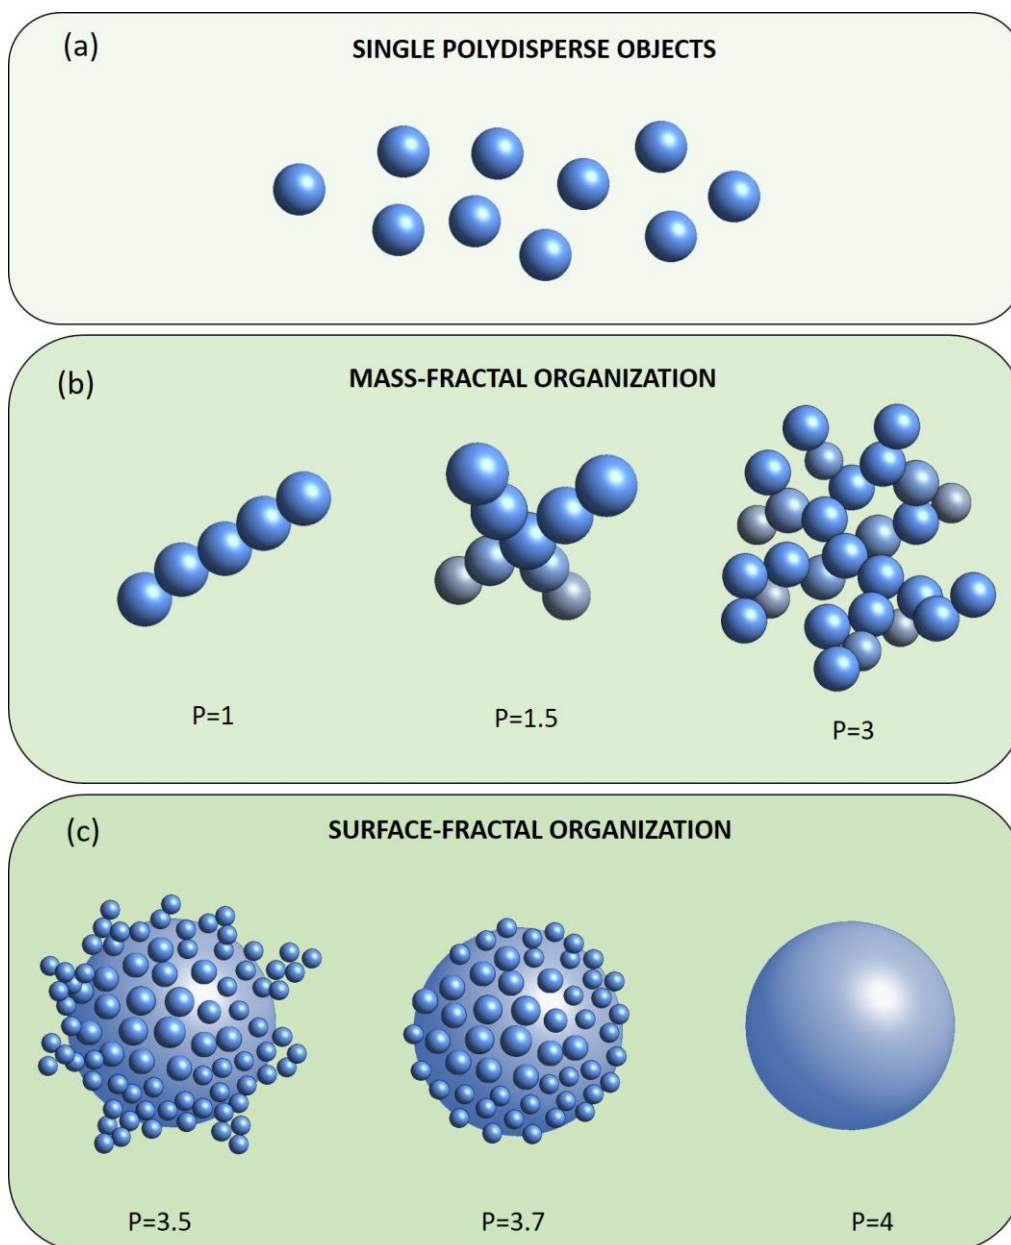 (a)
SINGLE POLYDISPERSE OBJECTS
(b)
MASS-FRACTAL ORGANIZATION
P=1
P=1.5
P=3
(c)
SURFACE-FRACTAL ORGANIZATION
P=3.5
P=3.7
P=4